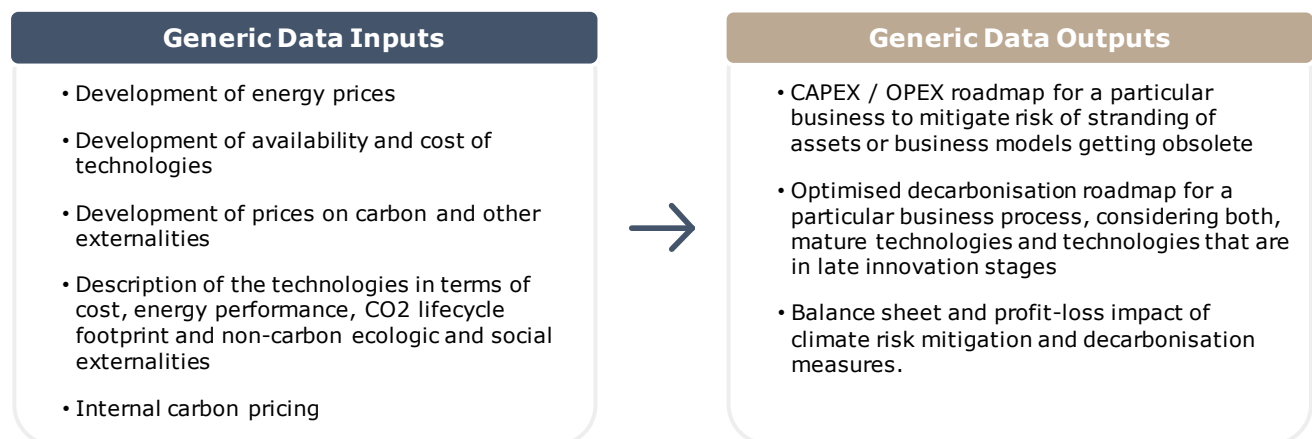 Generic Data Inputs
• Development of energy prices
• Development of availability and cost of
technologies
• Development of prices on carbon and other
externalities
• Description of the technologies in terms of
cost, energy performance, CO2 lifecycle
footprint and non-carbon ecologic and social
externalities
• Internal carbon pricing
Generic Data Outputs
• CAPEX / OPEX roadmap for a particular
business to mitigate risk of stranding of
assets or business models getting obsolete
• Optimised decarbonisation roadmap for a
particular business process, considering both,
mature technologies and technologies that are
in late innovation stages
• Balance sheet and profit-loss impact of
climate risk mitigation and decarbonisation
measures.